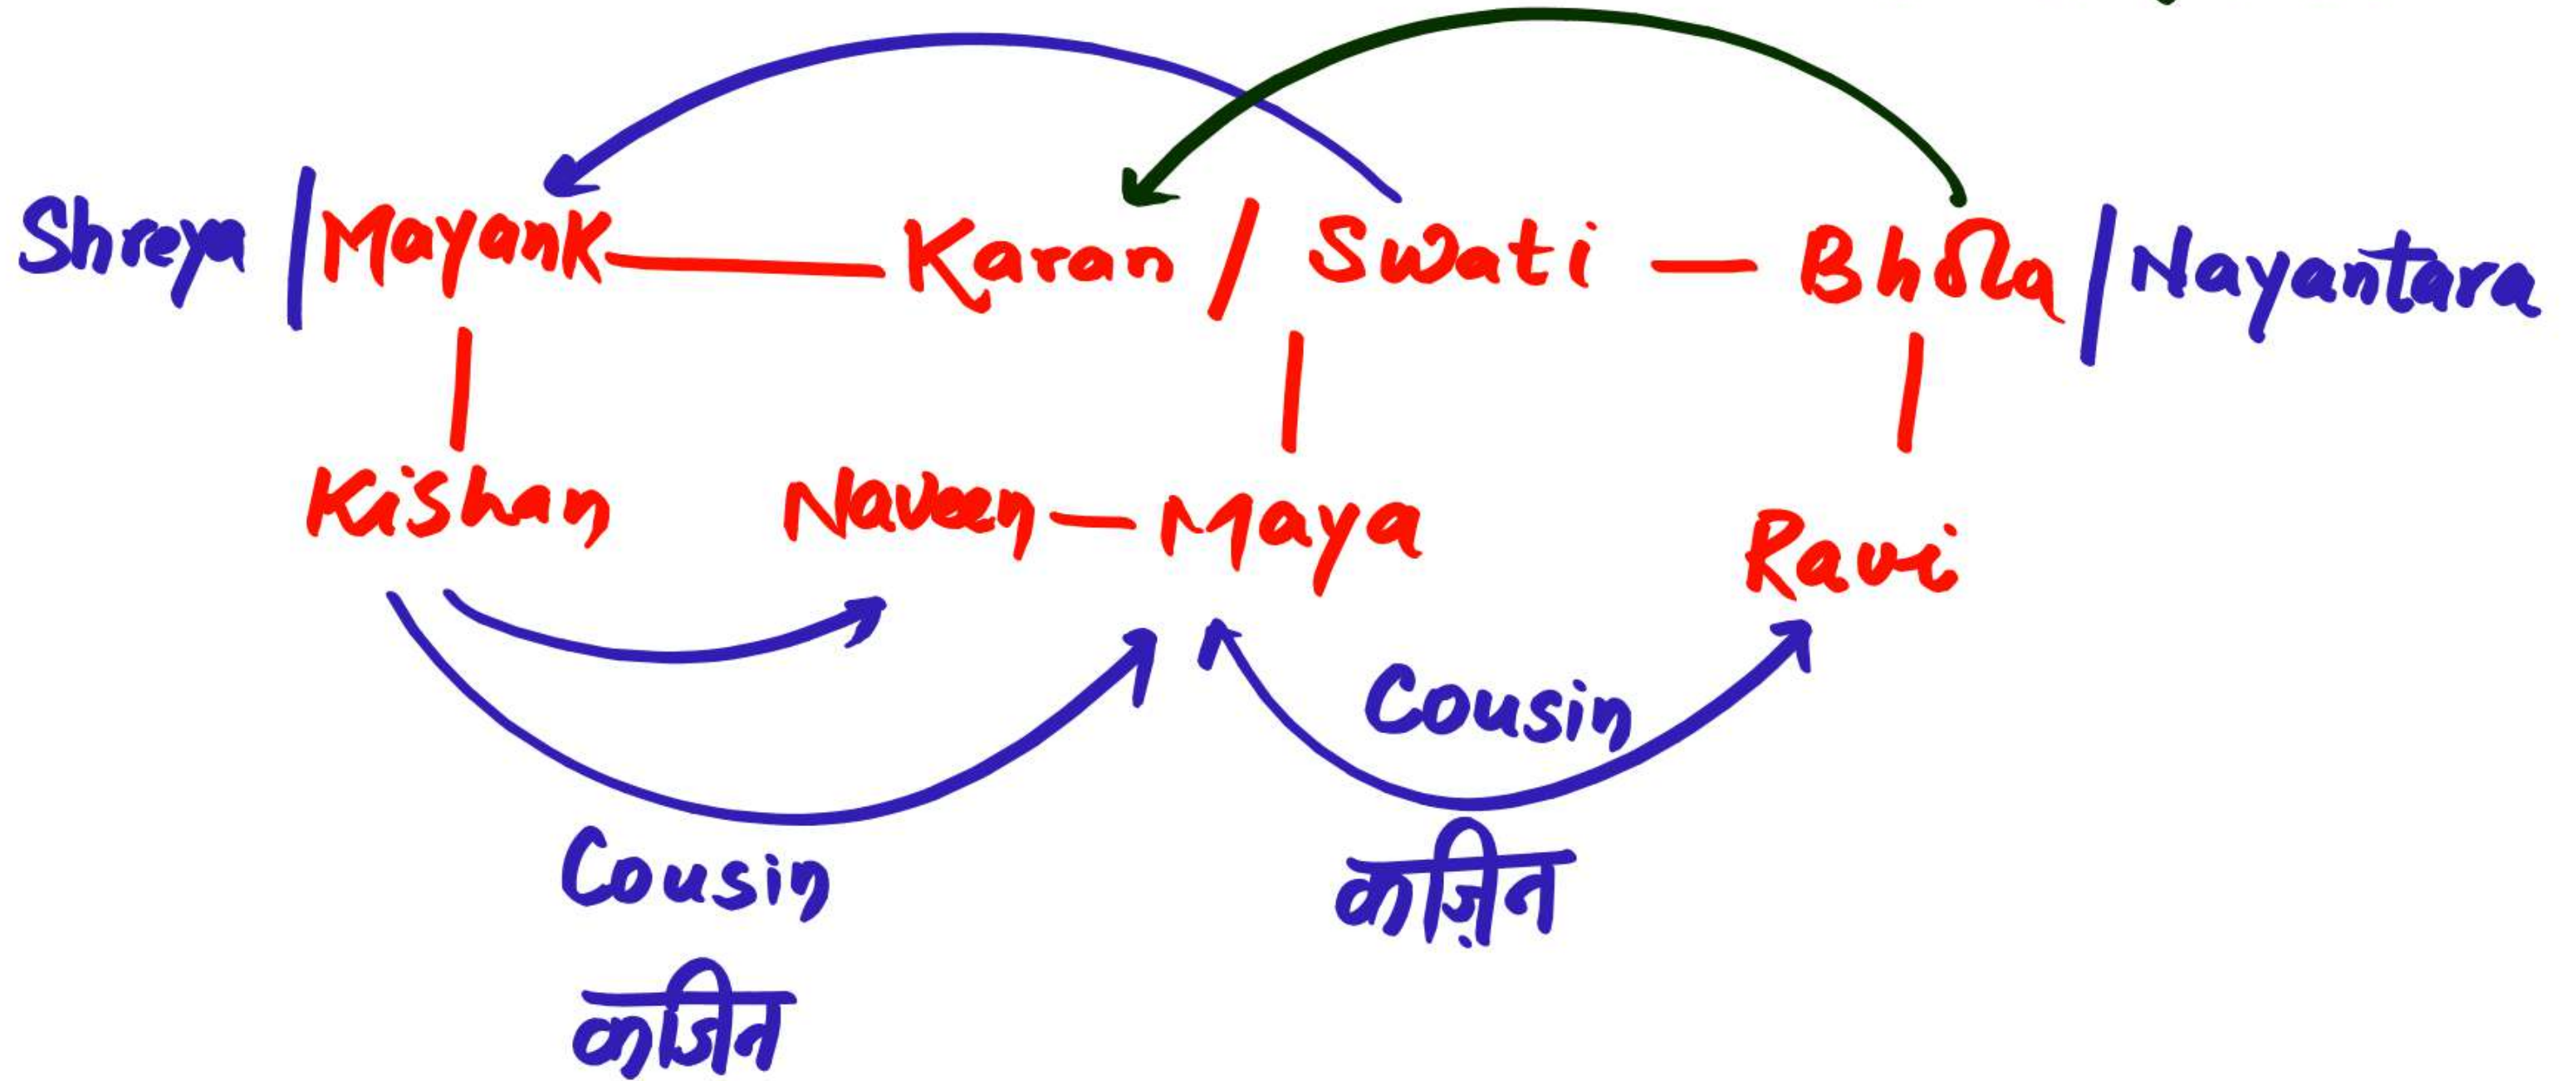 Shreya / Mayank — Karan / Swati — Bhola / Nayantara
Kishan Naveen — Maya Ravi
Cousin
Cousin
कज़िन
कजिन